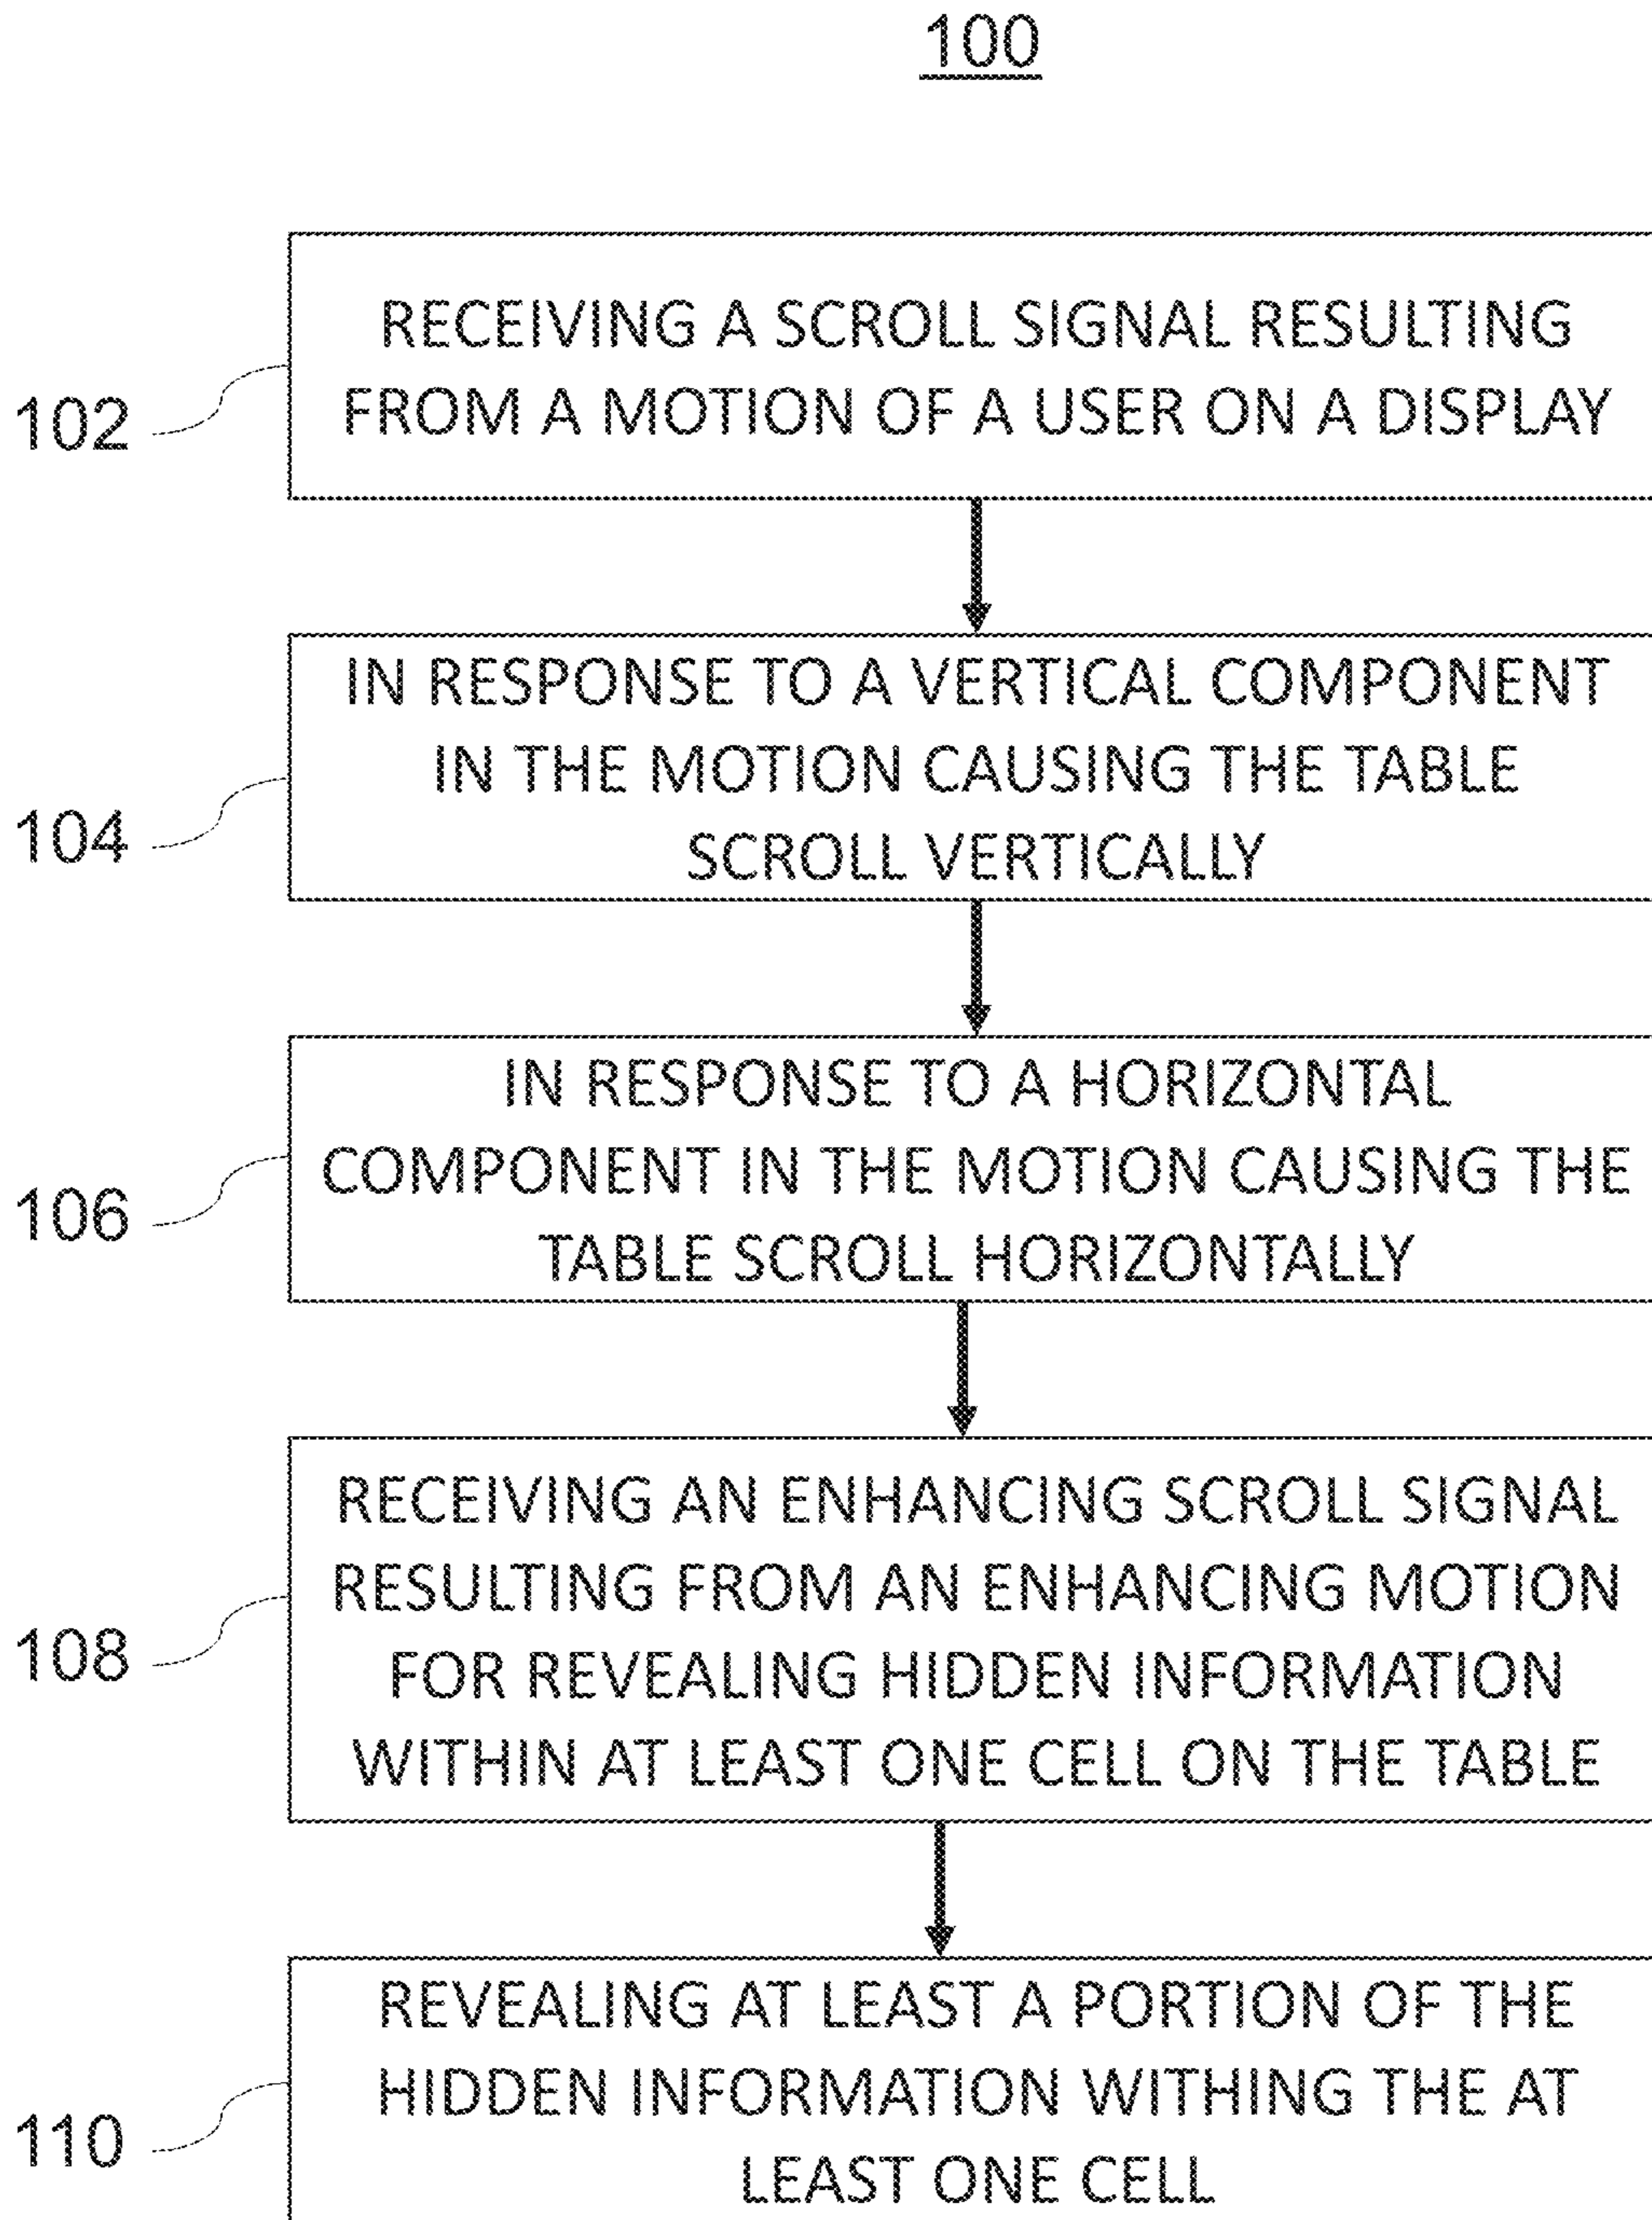 100
RECEIVING A SCROLL SIGNAL RESULTING
FROM A MOTION OF A USER ON A DISPLAY
102
IN RESPONSE TO A VERTICAL COMPONENT
IN THE MOTION CAUSING THE TABLE
SCROLL VERTICALLY
104
IN RESPONSE TO A HORIZONTAL
COMPONENT IN THE MOTION CAUSING THE
TABLE SCROLL HORIZONTALLY
106
RECEIVING AN ENHANCING SCROLL SIGNAL
RESULTING FROM AN ENHANCING MOTION
FOR REVEALING HIDDEN INFORMATION
WITHIN AT LEAST ONE CELL ON THE TABLE
108
REVEALING AT LEAST A PORTION OF THE
HIDDEN INFORMATION WITHING THE AT
LEAST ONE CELL
110